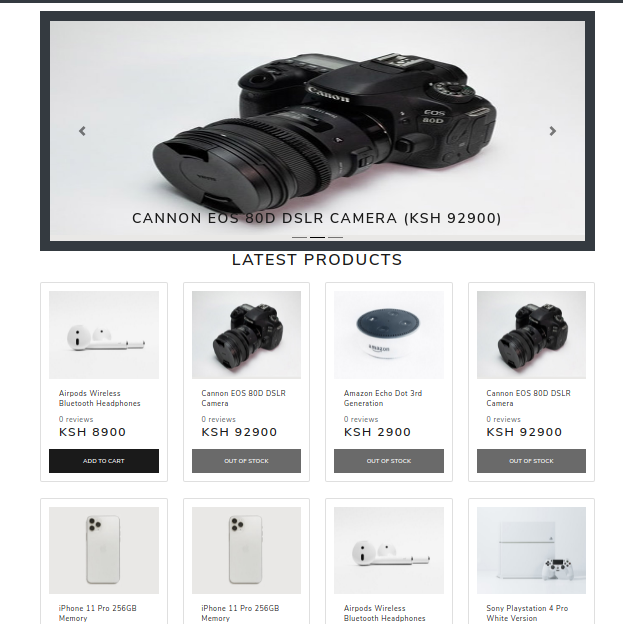 Canon
EOS
80D
CANNON EOS 80D DSLR CAMERA (KSH 92900)
LATEST PRODUCTS
Airpods Wireless
Bluetooth Headphones
0 reviews
KSH 8900
ADD TO CART
Cannon EOS 80D DSLR
Camera
0 reviews
KSH 92900
OUT OF STOCK
amazon
Amazon Echo Dot 3rd
Generation
0 reviews
KSH 2900
OUT OF STOCK
Cannon EOS 80D DSLR
Camera
0 reviews
KSH 92900
OUT OF STOCK
iPhone 11 Pro 256GB
Memory
iPhone 11 Pro 256GB
Memory
Airpods Wireless
Bluetooth Headphones
Sony Playstation 4 Pro
White Version